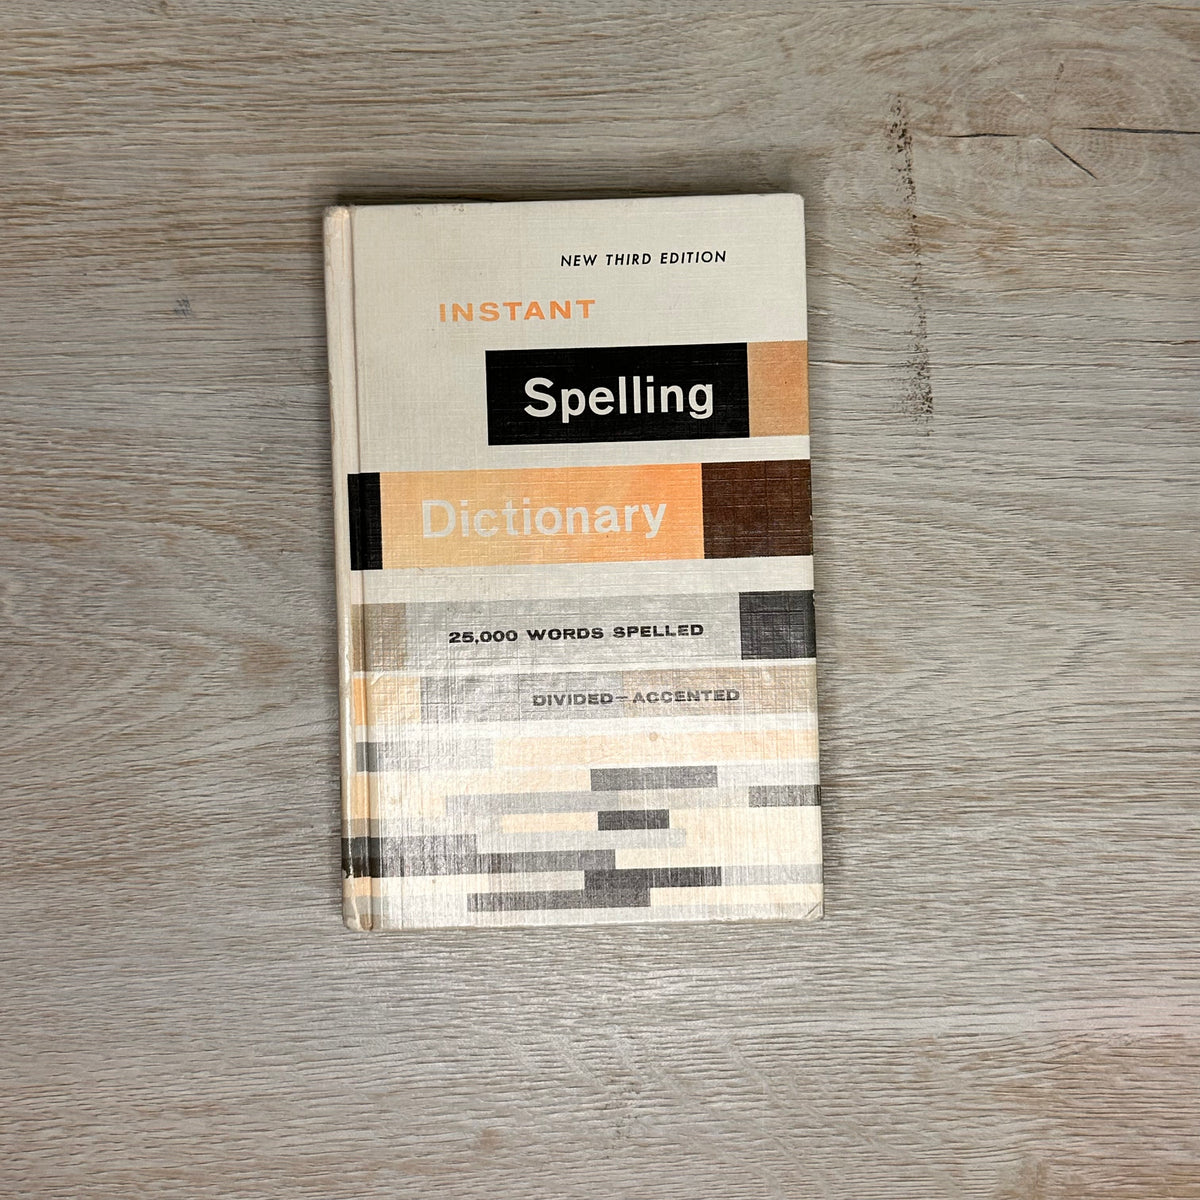 NEW THIRD EDITION
INSTANT
Spelling
Dictionary
25,000 WORDS SPELLED
DIVIDED—ACCENTED